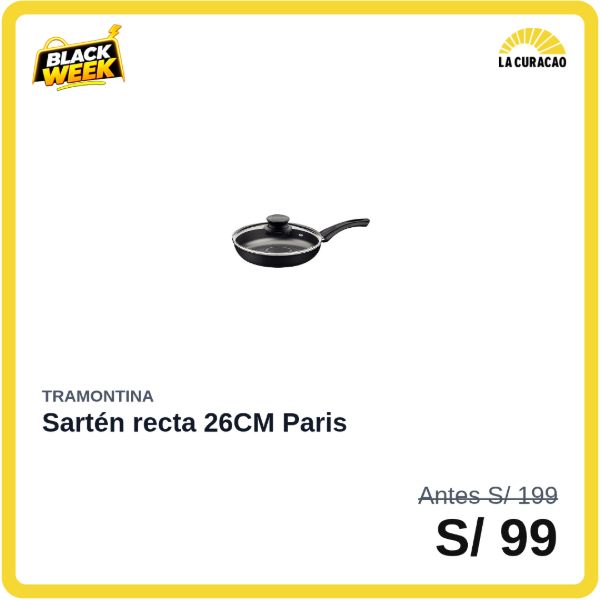 BLACK
WEEK
LA CURACAO
TRAMONTINA
Sartén recta 26CM Paris
Antes S/ 199
S/ 99